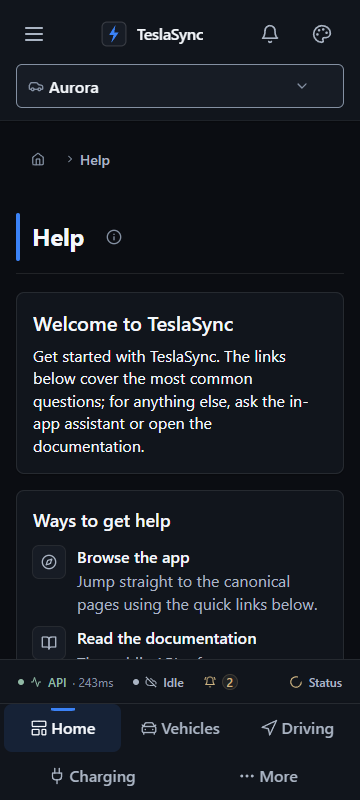 TeslaSync
Aurora
Help
Help
Welcome to TeslaSync
Get started with TeslaSync. The links
below cover the most common
questions; for anything else, ask the in-
app assistant or open the
documentation.
Ways to get help
Browse the app
Jump straight to the canonical
pages using the quick links below.
Read the documentation
API · 243ms
Idle
2
Status
Home
Vehicles
Driving
Charging
More